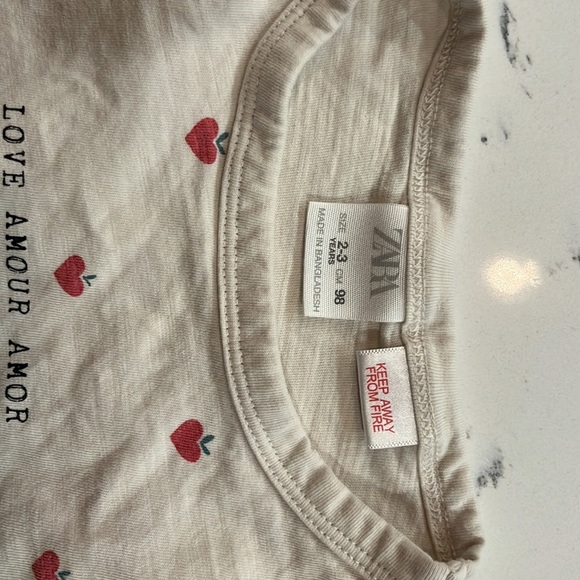 LOVE AMOUR AMOR
ZARA
SIZE 2-3 YEARS CM 98
MADE IN BANGLADESH
KEEP AWAY
FROM FIRE